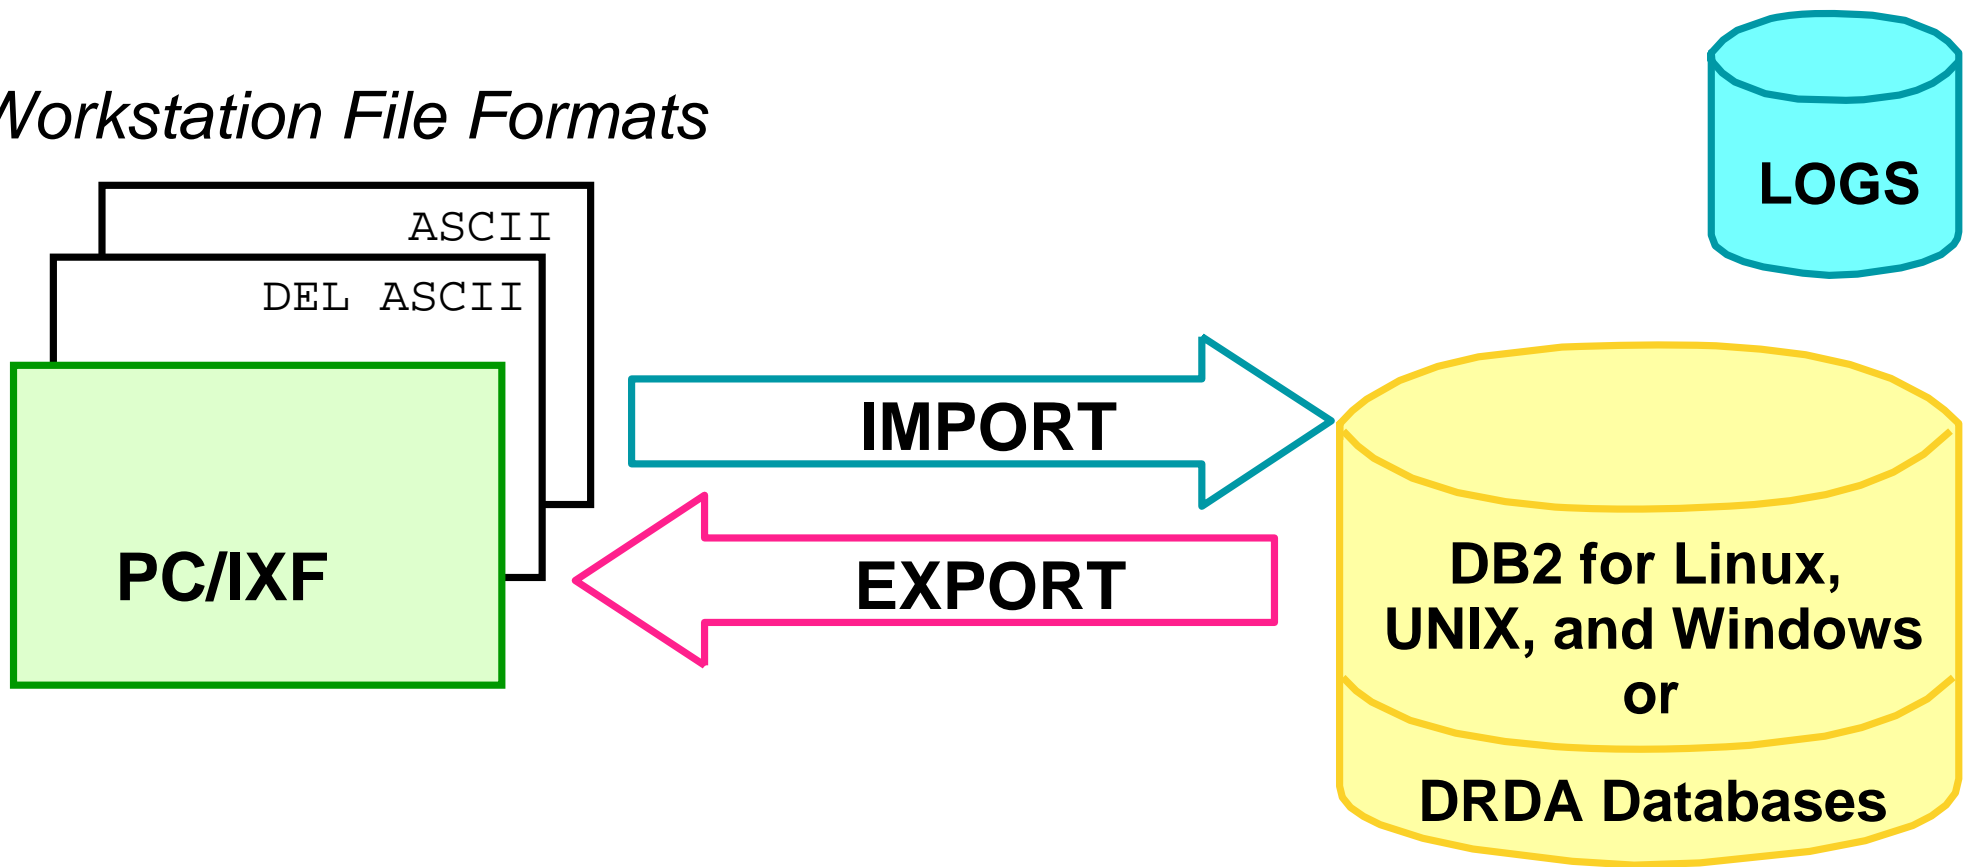 Workstation File Formats
LOGS
ASCII
DEL ASCII
PC/IXF
IMPORT
EXPORT
DB2 for Linux,
UNIX, and Windows
or
DRDA Databases